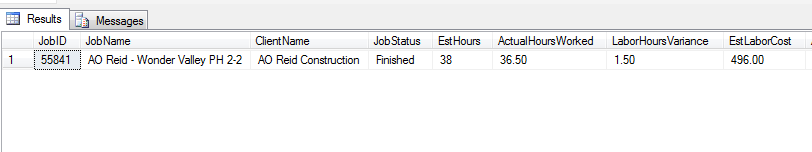 Results Messages
JobID JobName ClientName JobStatus EstHours ActualHoursWorked LaborHoursVariance EstLaborCost
1 55841 AO Reid - Wonder Valley PH 2-2 AO Reid Construction Finished 38 36.50 1.50 496.00